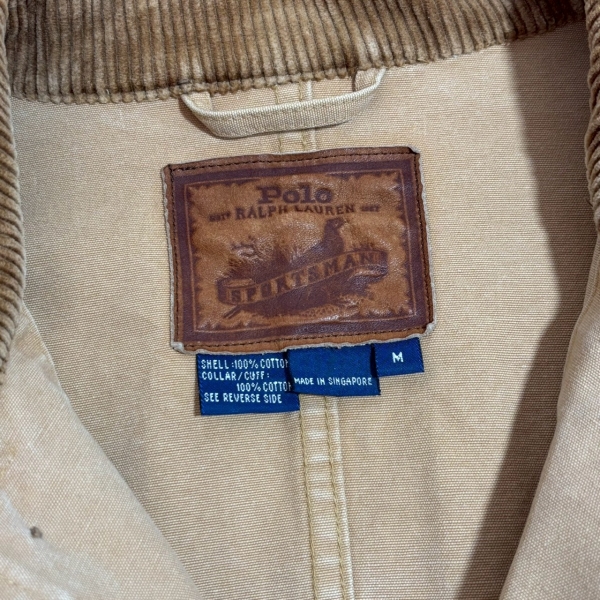 Polo
RALPH LAUREN
SPORTSMAN
SHELL:100% COTTON
COLLAR/CUFF:
100% COTTON
SEE REVERSE SIDE
MADE IN SINGAPORE
M